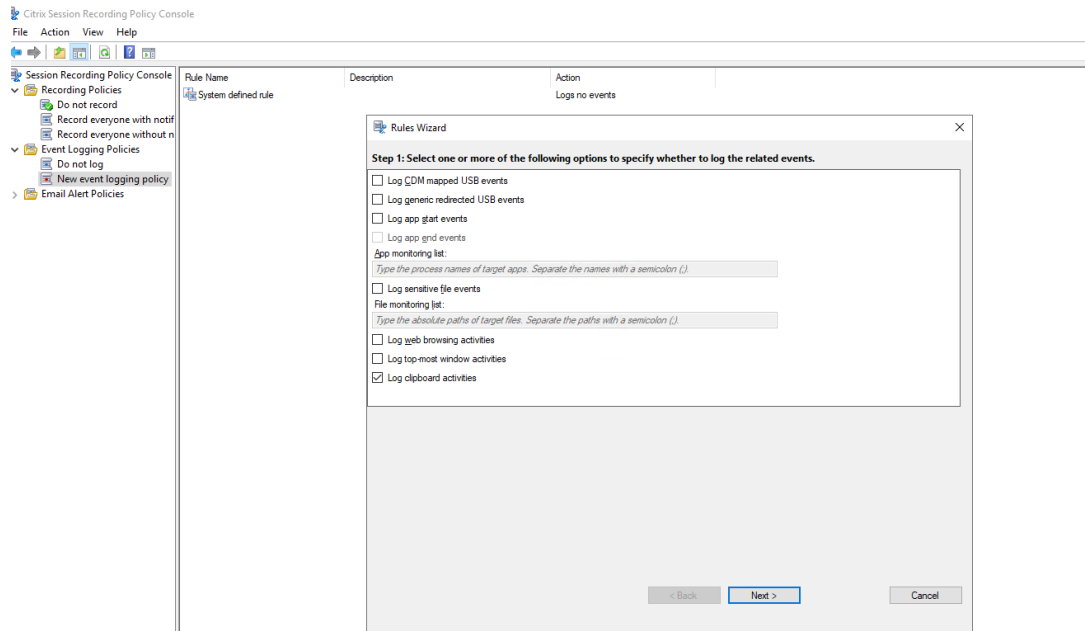 Citrix Session Recording Policy Console
File Action View Help
Session Recording Policy Console
Recording Policies
Do not record
Record everyone with notif
Record everyone without n
Event Logging Policies
Do not log
New event logging policy
Email Alert Policies
Rule Name Description Action
System defined rule Logs no events
Rules Wizard
Step 1: Select one or more of the following options to specify whether to log the related events.
Log CDM mapped USB events
Log generic redirected USB events
Log app start events
Log app end events
App monitoring list:
Type the process names of target apps. Separate the names with a semicolon (;).
Log sensitive file events
File monitoring list:
Type the absolute paths of target files. Separate the paths with a semicolon (;).
Log web browsing activities
Log top-most window activities
Log clipboard activities
< Back Next > Cancel